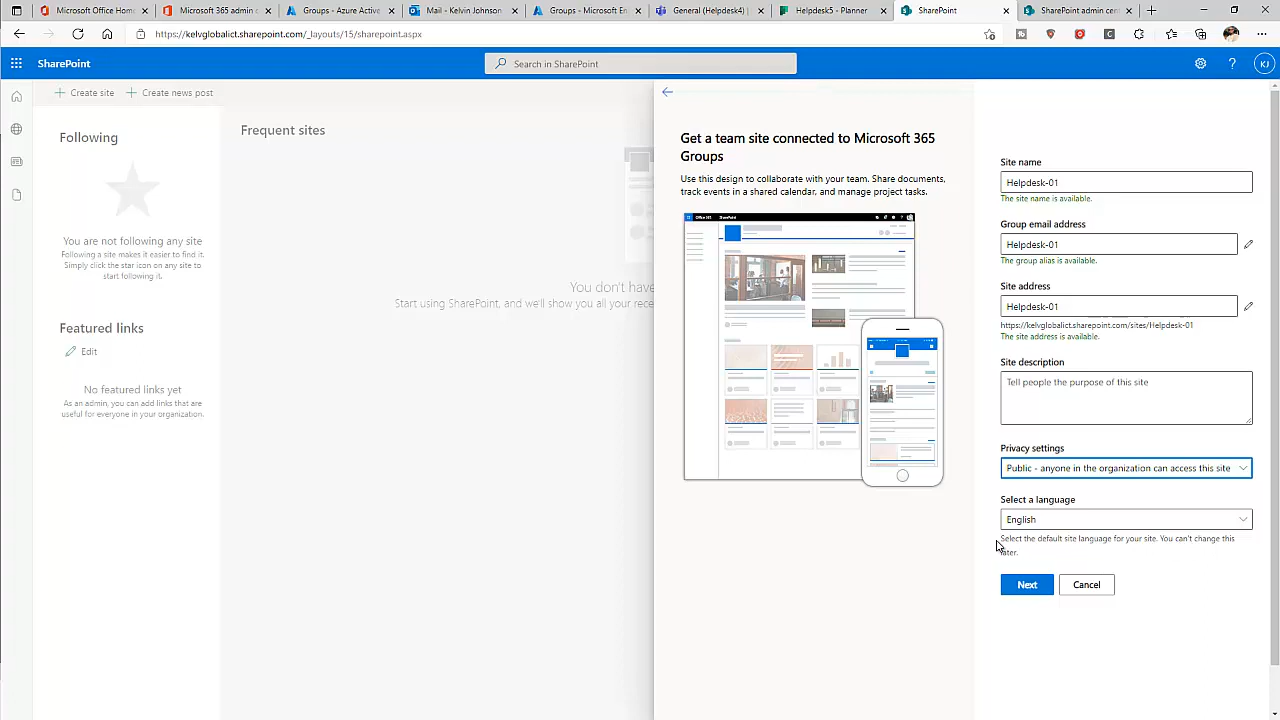 Microsoft Office Home
Microsoft 365 admin c
Groups - Azure Active
Mail - Kelvin Johnson
Groups - Microsoft En
General (Helpdesk4) |
Helpdesk5 - Planner
SharePoint
SharePoint admin cen
https://kelvglobalict.sharepoint.com/_layouts/15/sharepoint.aspx
SharePoint
Search in SharePoint
KJ
Create site
Create news post
Following
Frequent sites
You are not following any site
Following a site makes it easier to find it.
Simply click the star icon on any site to
start following it.
You don't have
Start using SharePoint, and we'll show you all your rece
Featured links
Edit
No featured links yet
As an admin, you can add links that are
useful for everyone in your organization.
Get a team site connected to Microsoft 365
Groups
Use this design to collaborate with your team. Share documents,
track events in a shared calendar, and manage project tasks.
Office 365
SharePoint
Site name
Helpdesk-01
The site name is available.
Group email address
Helpdesk-01
The group alias is available.
Site address
Helpdesk-01
https://kelvglobalict.sharepoint.com/sites/Helpdesk-01
The site address is available.
Site description
Tell people the purpose of this site
Privacy settings
Public - anyone in the organization can access this site
Select a language
English
Select the default site language for your site. You can't change this
later.
Next
Cancel